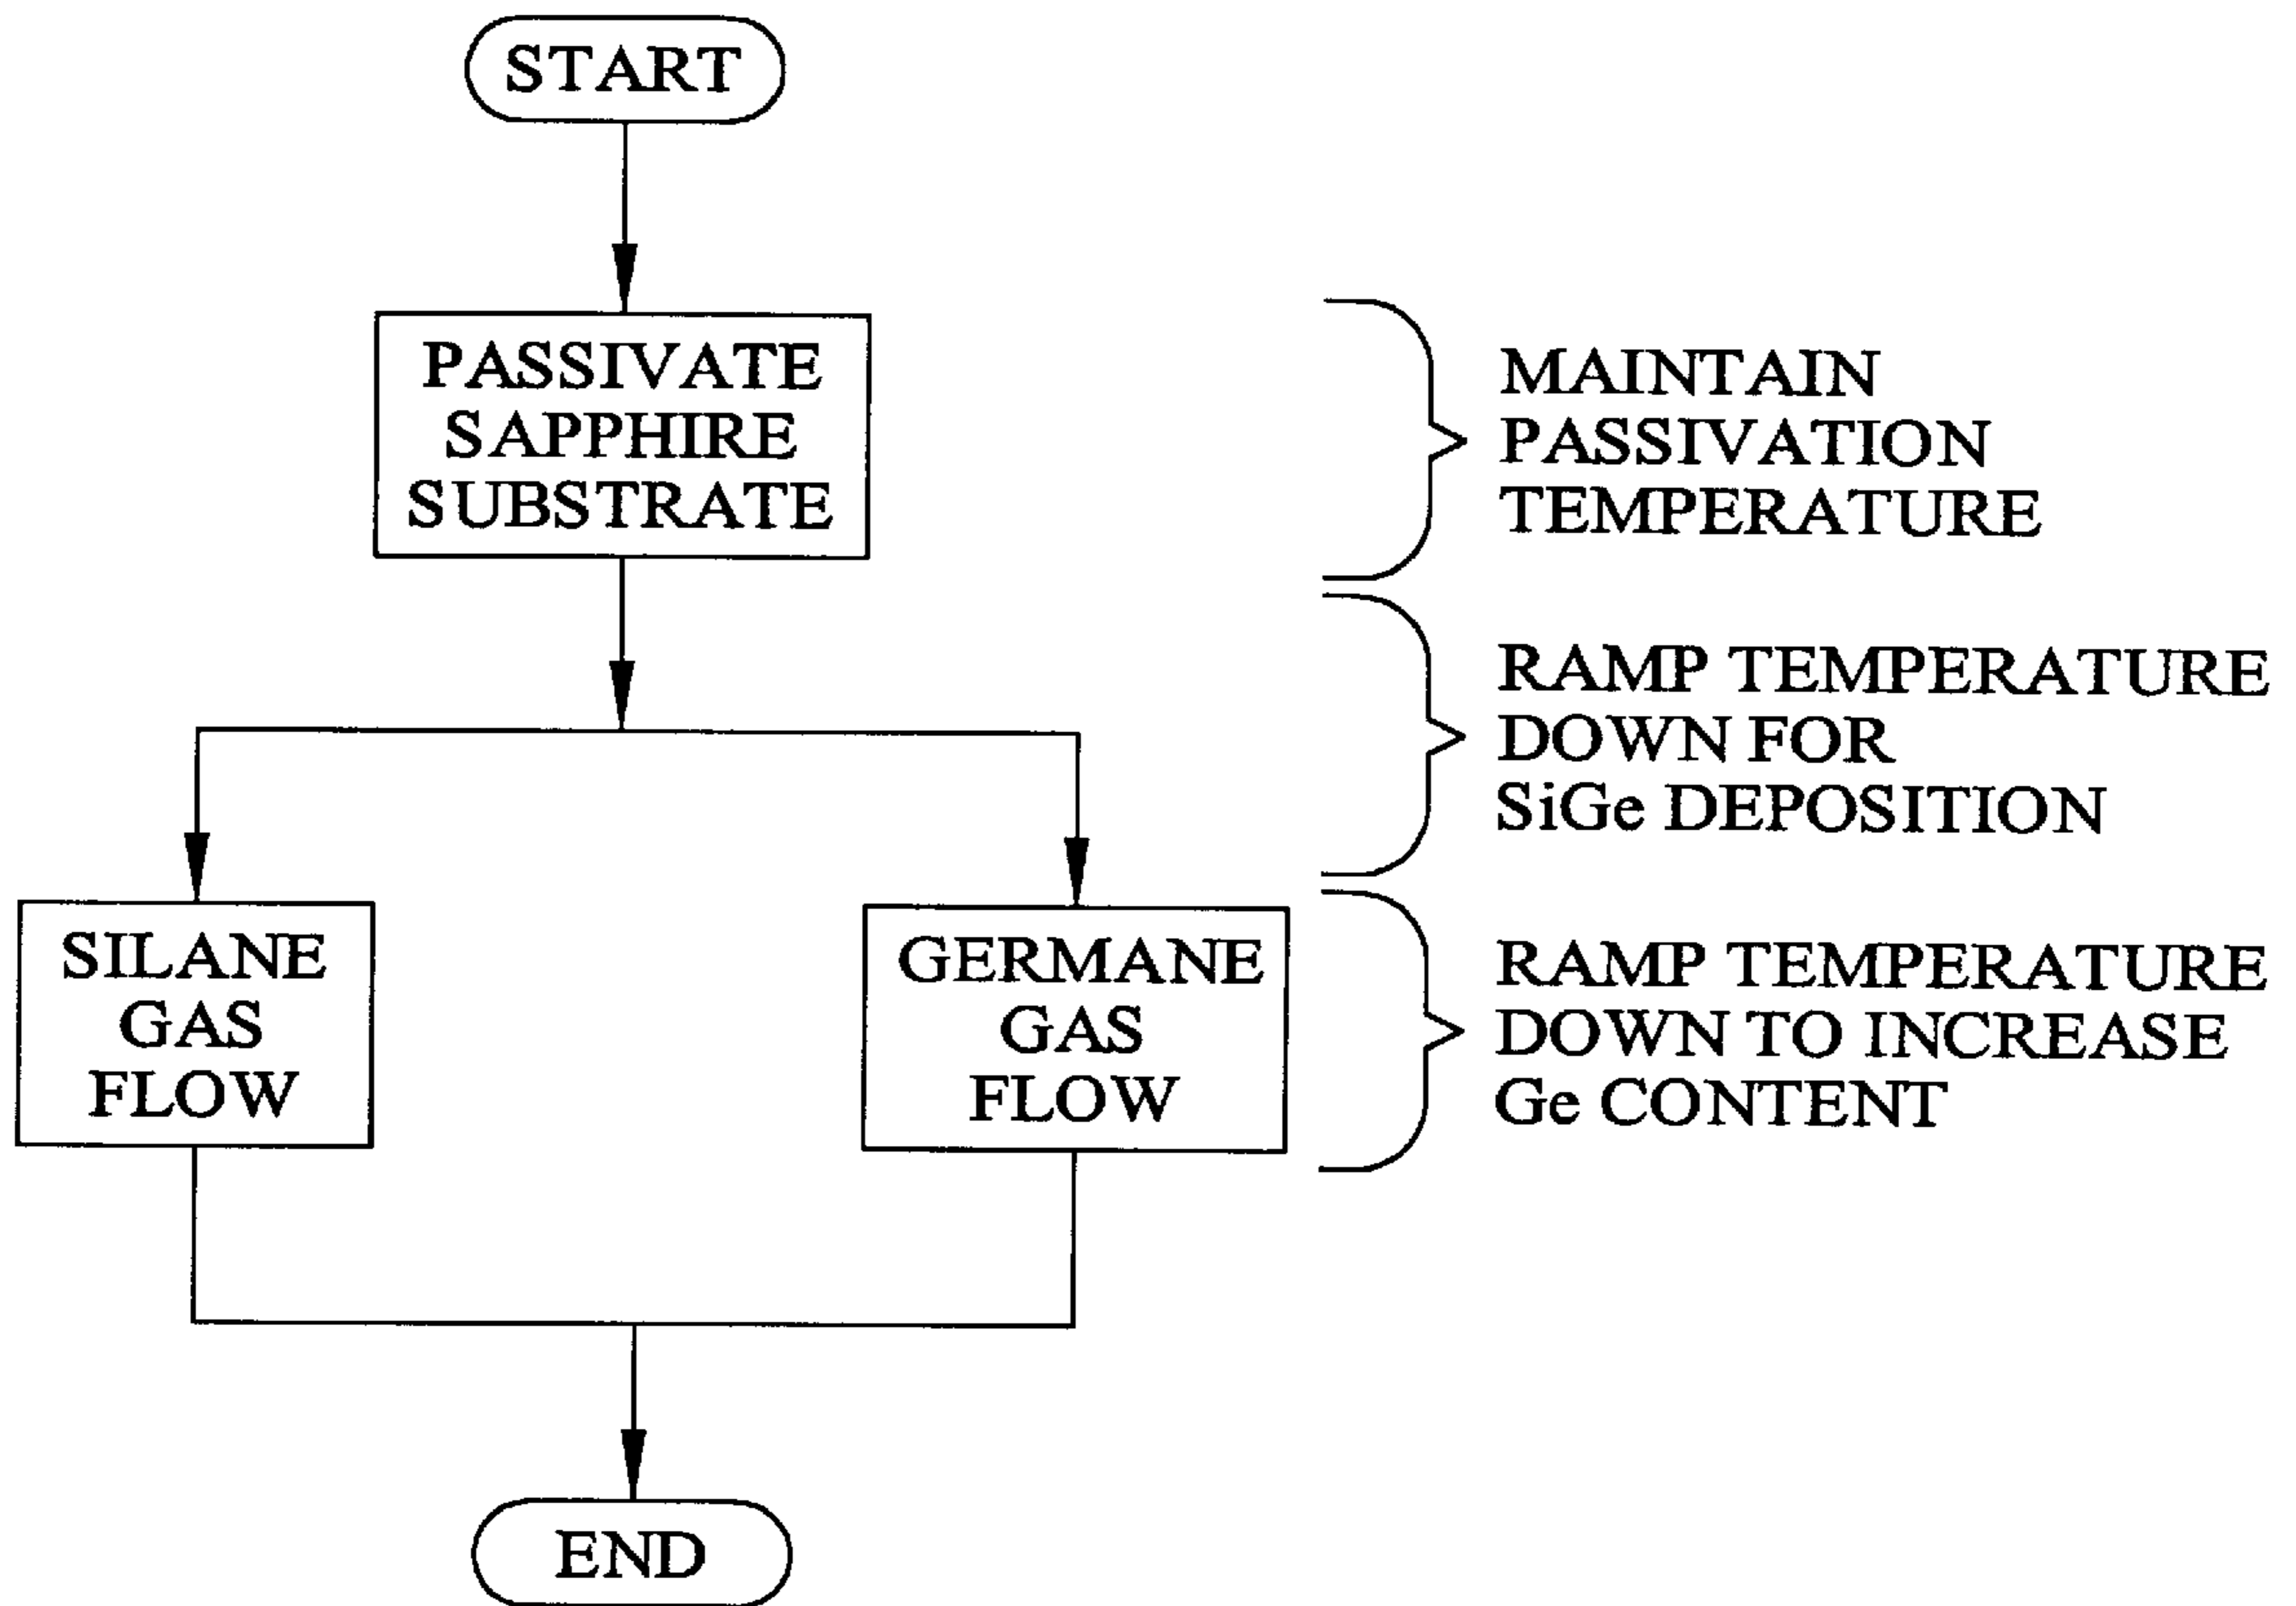 START
PASSIVATE
SAPPHIRE
SUBSTRATE
MAINTAIN
PASSIVATION
TEMPERATURE
RAMP TEMPERATURE
DOWN FOR
SiGe DEPOSITION
SILANE
GAS
FLOW
GERMANE
GAS
FLOW
RAMP TEMPERATURE
DOWN TO INCREASE
Ge CONTENT
END